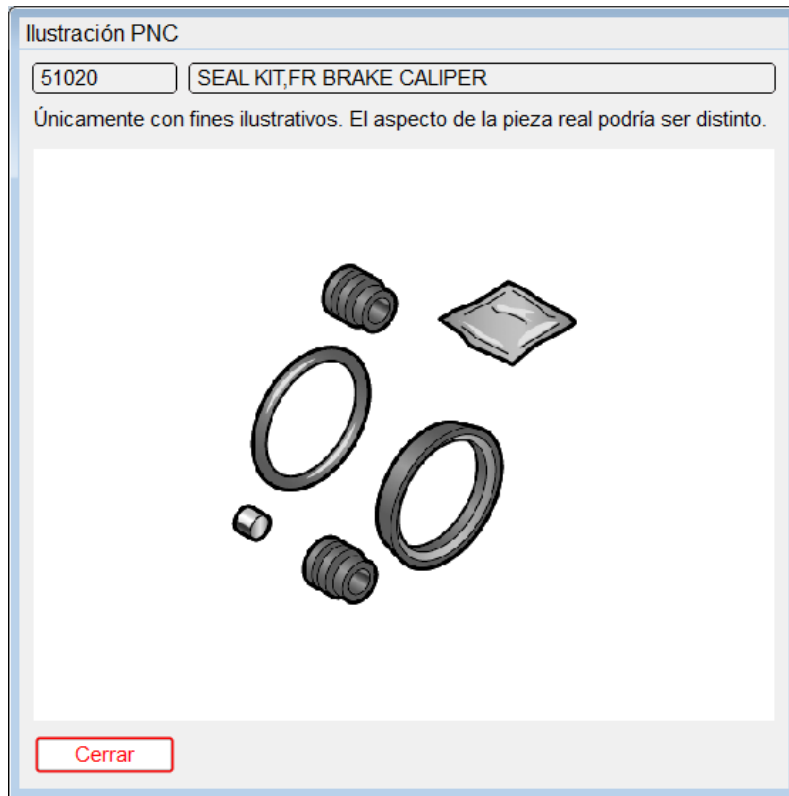 Ilustración PNC
51020 SEAL KIT,FR BRAKE CALIPER
Únicamente con fines ilustrativos. El aspecto de la pieza real podría ser distinto.
Cerrar